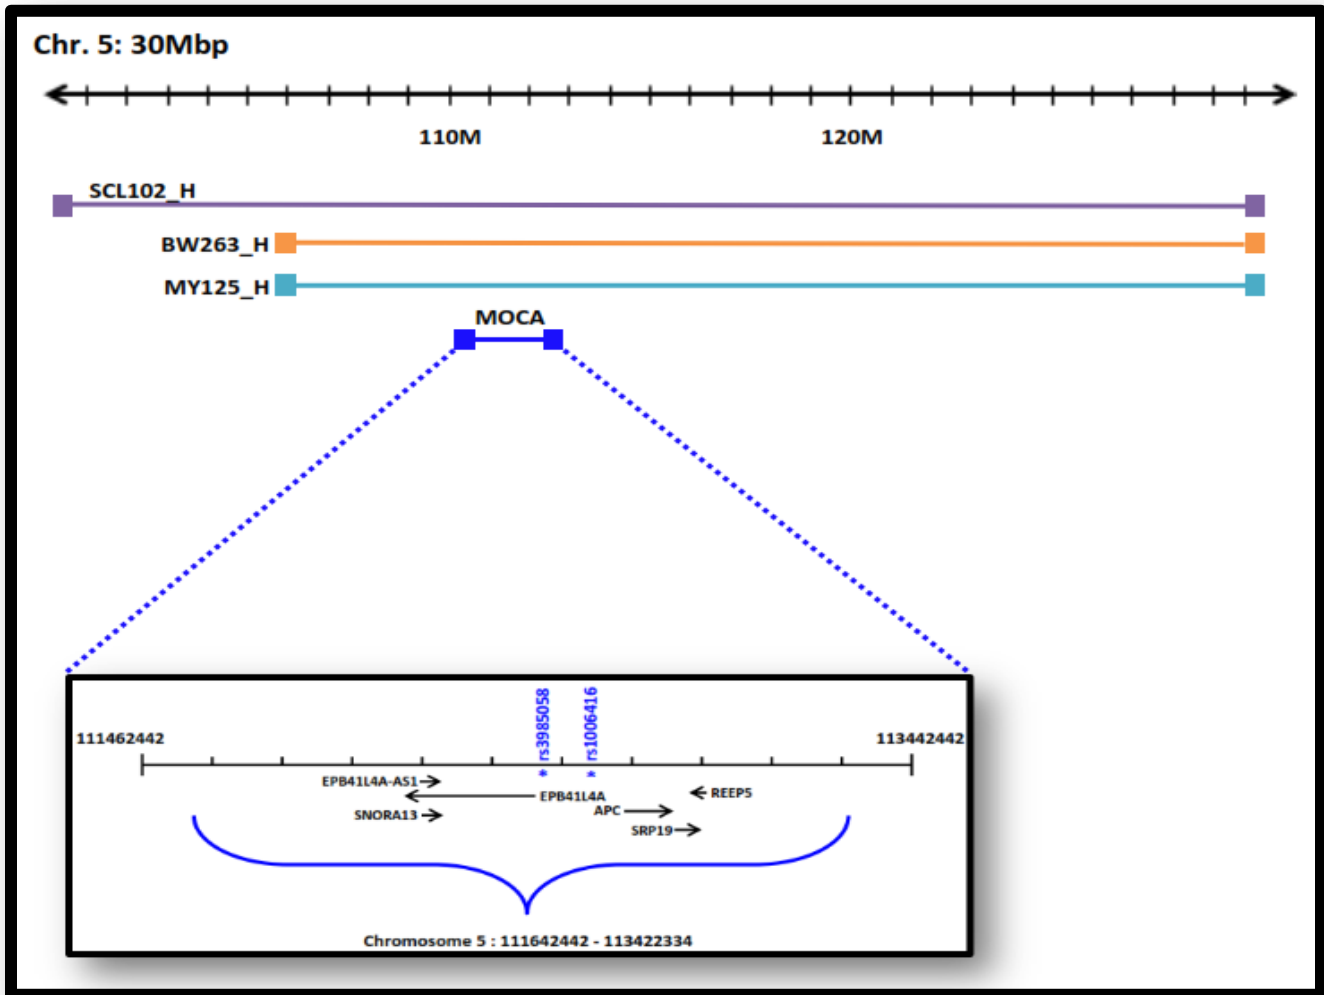 Chr. 5: 30Mbp
110M 120M
SCL102_H
BW263_H
MY125_H
MOCA
rs3985058
rs1006416
111462442 113442442
* *
EPB41L4A-AS1
EPB41L4A
REEP5
SNORA13
APC
SRP19
Chromosome 5 : 111642442 - 113422334